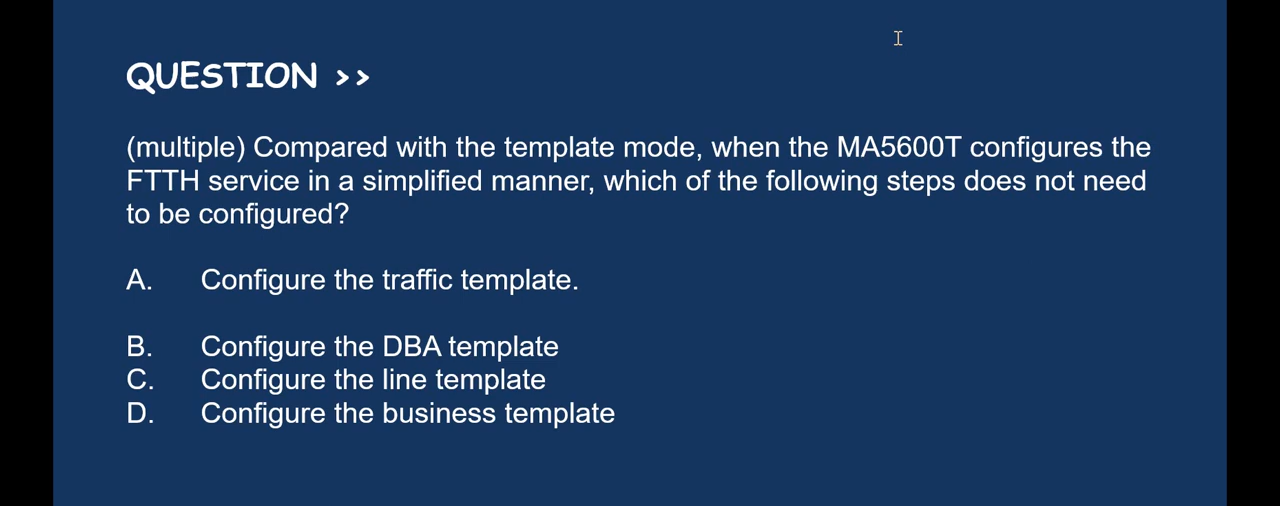 QUESTION >>
(multiple) Compared with the template mode, when the MA5600T configures the
FTTH service in a simplified manner, which of the following steps does not need
to be configured?
A. Configure the traffic template.
B. Configure the DBA template
C. Configure the line template
D. Configure the business template